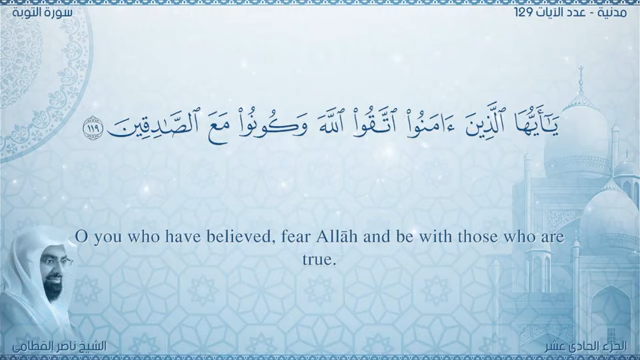 مدنية - عدد الآيات 129
سورة التوبة
يَـٰٓأَيُّهَا ٱلَّذِينَ ءَامَنُوا۟ ٱتَّقُوا۟ ٱللَّهَ وَكُونُوا۟ مَعَ ٱلصَّـٰدِقِينَ ١١٩
O you who have believed, fear Allāh and be with those who are
true.
الجزء الحادي عشر
الشيخ ناصر القطامي